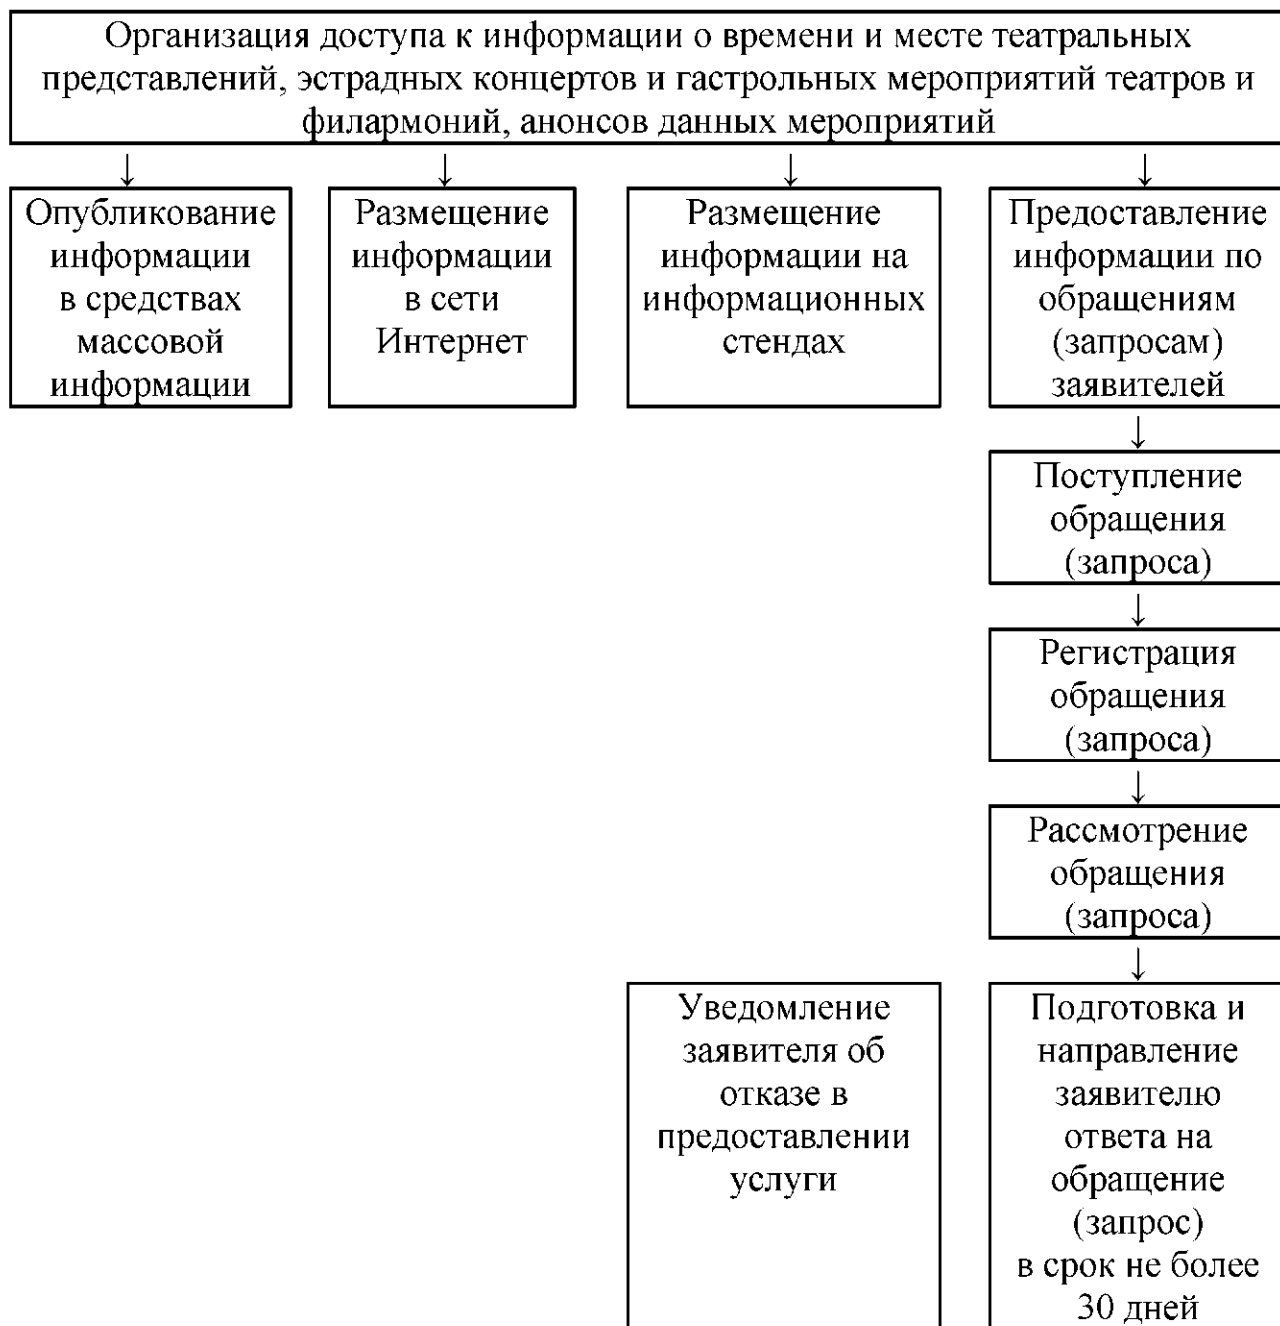 Организация доступа к информации о времени и месте театральных
представлений, эстрадных концертов и гастрольных мероприятий театров и
филармоний, анонсов данных мероприятий
Опубликование
информации
в средствах
массовой
информации
Размещение
информации
в сети
Интернет
Размещение
информации на
информационных
стендах
Предоставление
информации по
обращениям
(запросам)
заявителей
Поступление
обращения
(запроса)
Регистрация
обращения
(запроса)
Рассмотрение
обращения
(запроса)
Уведомление
заявителя об
отказе в
предоставлении
услуги
Подготовка и
направление
заявителю
ответа на
обращение
(запрос)
в срок не более
30 дней